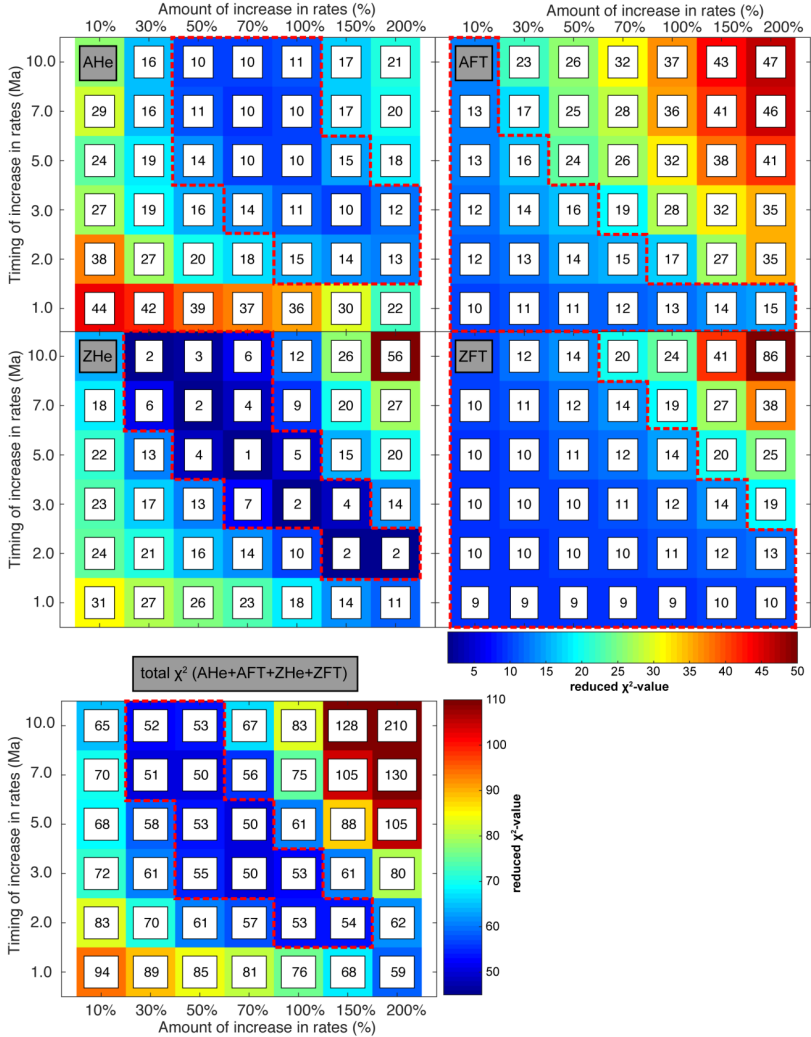 Amount of increase in rates (%) Amount of increase in rates (%)
10% 30% 50% 70% 100% 150% 200% 10% 30% 50% 70% 100% 150% 200%
Timing of increase in rates (Ma)
10.0 AHe 16 10 10 11 17 21 AFT 23 26 32 37 43 47
7.0 29 16 11 10 10 17 20 13 17 25 28 36 41 46
5.0 24 19 14 10 10 15 18 13 16 24 26 32 38 41
3.0 27 19 16 14 11 10 12 12 14 16 19 28 32 35
2.0 38 27 20 18 15 14 13 12 13 14 15 17 27 35
1.0 44 42 39 37 36 30 22 10 11 11 12 13 14 15
Timing of increase in rates (Ma)
10.0 ZHe 2 3 6 12 26 56 ZFT 12 14 20 24 41 86
7.0 18 6 2 4 9 20 27 10 11 12 14 19 27 38
5.0 22 13 4 1 5 15 20 10 10 11 12 14 20 25
3.0 23 17 13 7 2 4 14 10 10 10 11 12 14 19
2.0 24 21 16 14 10 2 2 10 10 10 10 11 12 13
1.0 31 27 26 23 18 14 11 9 9 9 9 9 10 10
5 10 15 20 25 30 35 40 45 50
reduced χ²-value
total χ² (AHe+AFT+ZHe+ZFT)
Timing of increase in rates (Ma)
10.0 65 52 53 67 83 128 210
7.0 70 51 50 56 75 105 130
5.0 68 58 53 50 61 88 105
3.0 72 61 55 50 53 61 80
2.0 83 70 61 57 53 54 62
1.0 94 89 85 81 76 68 59
10% 30% 50% 70% 100% 150% 200%
Amount of increase in rates (%)
110
100
90
80
70
60
50
reduced χ²-value